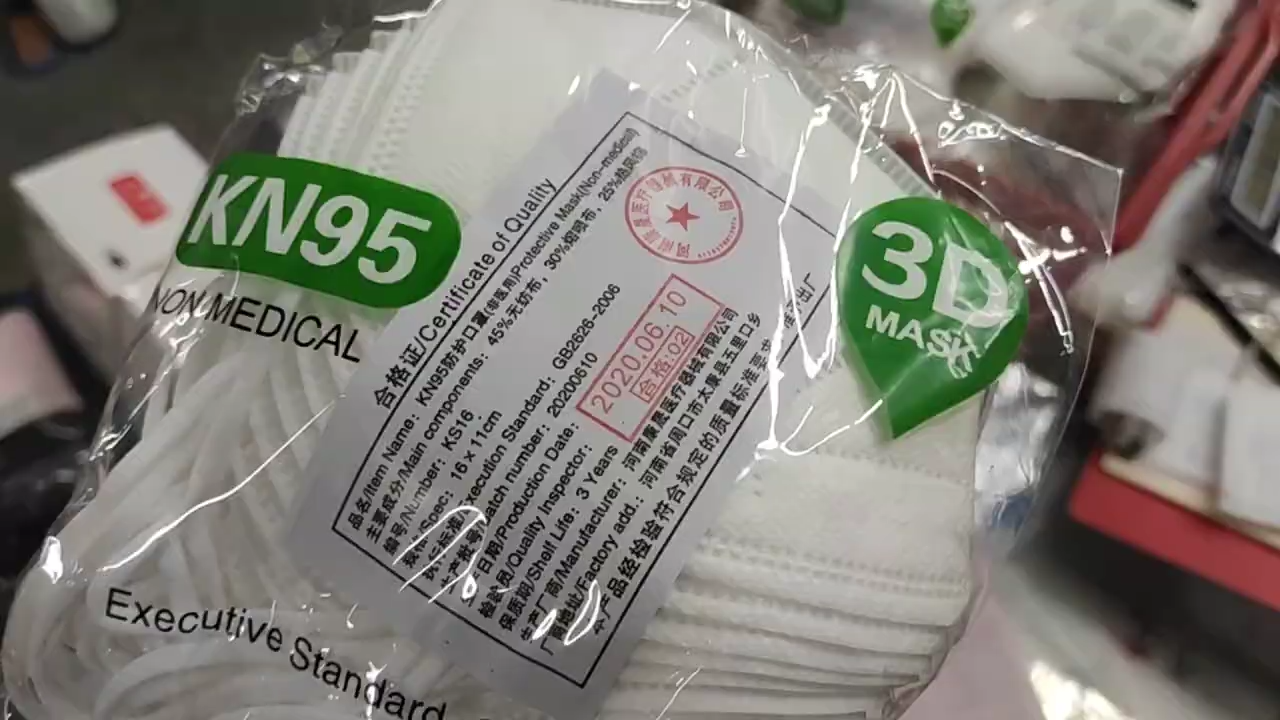 KN95
NON-MEDICAL
3D
MASK
合格证/Certificate of Quality
品名/Item Name: KN95防护口罩(非医用)Protective Mask(Non-medical)
主要成分/Main components: 45%无纺布，30%熔喷布，25%热风棉
编号/Number: KS16
规格/Spec: 16×11cm
执行标准/Execution Standard: GB2626-2006
生产批号/Batch number: 20200610
生产日期/Production Date:
2020.06.10
检验员/Quality Inspector:
合格:02
保质期/Shelf Life: 3 Years
生产厂商/Manufacturer: 河南康晟医疗器械有限公司
厂房地址/Factory add.: 河南省周口市太康县五里口乡
本产品经检验符合规定的质量标准要求 准予出厂
Executive Standard